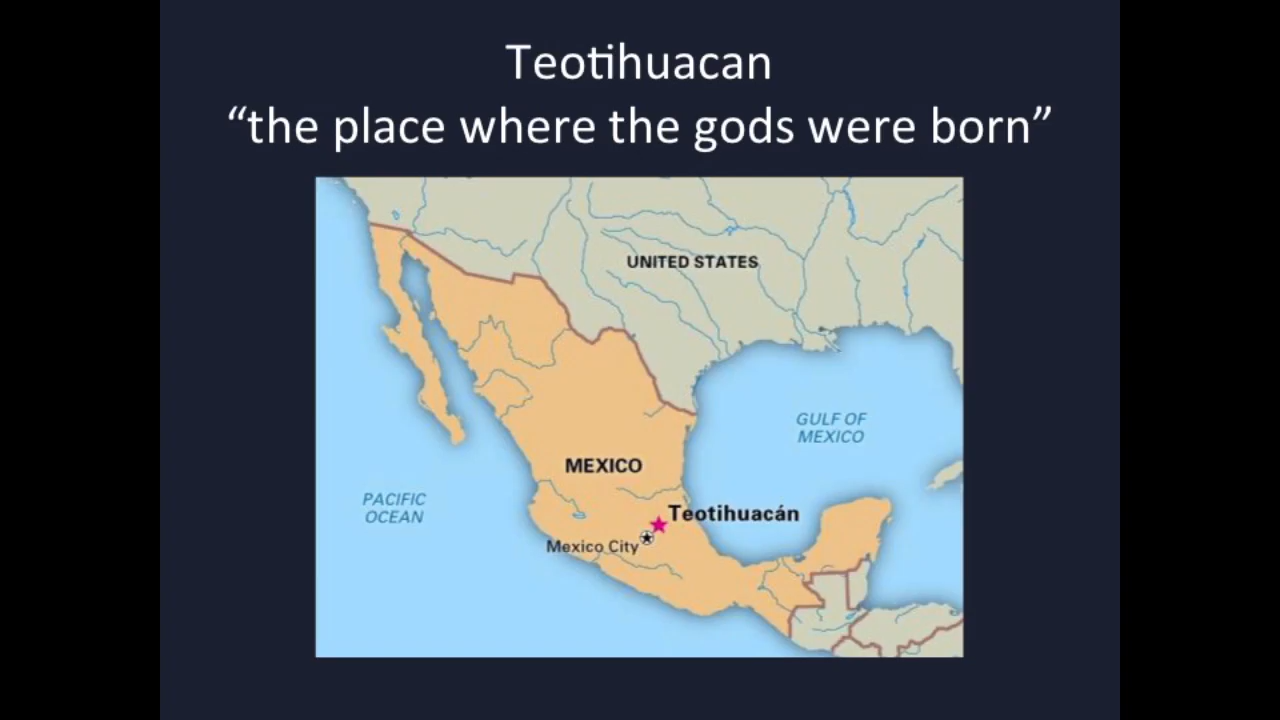 Teotihuacan
“the place where the gods were born”
UNITED STATES
GULF OF
MEXICO
MEXICO
PACIFIC
OCEAN
Teotihuacán
Mexico City